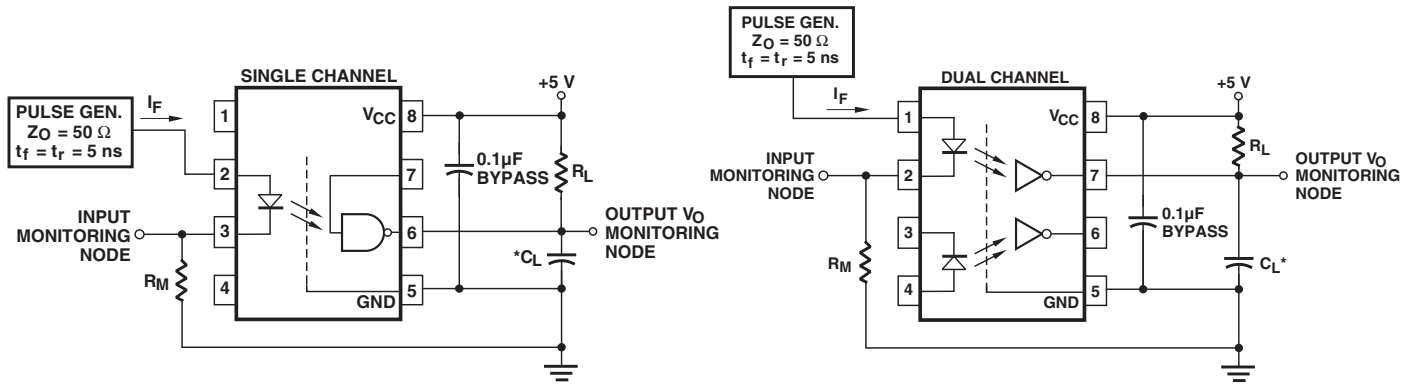 SINGLE CHANNEL
PULSE GEN.
Z_O = 50 Ω
t_f = t_r = 5 ns
I_F
+5 V
1
2
3
4
V_CC
8
7
6
5
GND
0.1µF
BYPASS
R_L
*C_L
INPUT
MONITORING
NODE
R_M
OUTPUT V_O
MONITORING
NODE
PULSE GEN.
Z_O = 50 Ω
t_f = t_r = 5 ns
DUAL CHANNEL
I_F
+5 V
1
2
3
4
V_CC
8
7
6
5
GND
R_L
0.1µF
BYPASS
C_L*
INPUT
MONITORING
NODE
R_M
OUTPUT V_O
MONITORING
NODE